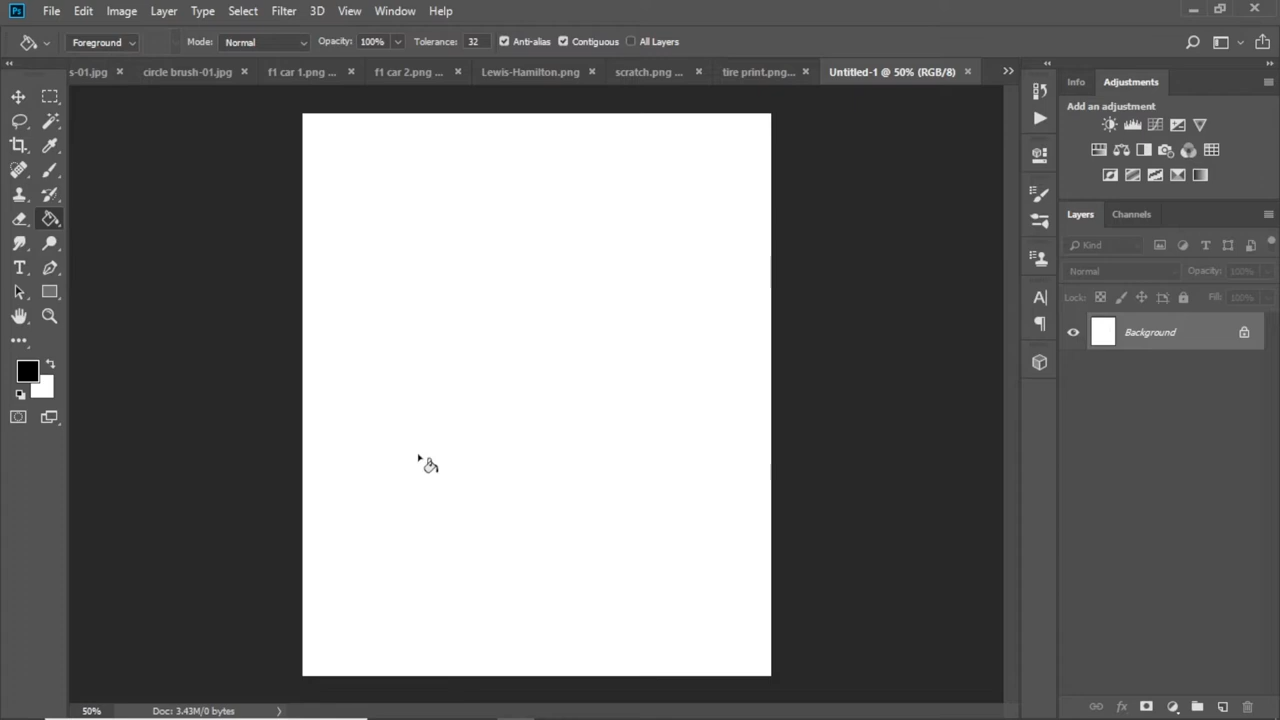 Ps File Edit Image Layer Type Select Filter 3D View Window Help
Foreground Mode: Normal Opacity: 100% Tolerance: 32 Anti-alias Contiguous All Layers
s-01.jpg circle brush-01.jpg f1 car 1.png ... f1 car 2.png ... Lewis-Hamilton.png scratch.png ... tire print.png... Untitled-1 @ 50% (RGB/8)
Info Adjustments
Add an adjustment
Layers Channels
Kind
Normal Opacity: 100%
Lock: Fill: 100%
Background
50% Doc: 3.43M/0 bytes